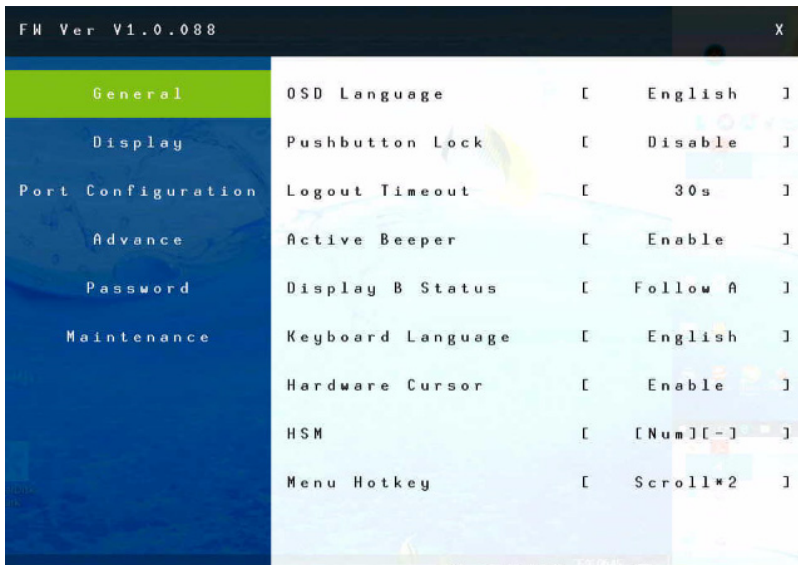 FW Ver V1.0.088 X
General
Display
Port Configuration
Advance
Password
Maintenance
OSD Language [ English ]
Pushbutton Lock [ Disable ]
Logout Timeout [ 30s ]
Active Beeper [ Enable ]
Display B Status [ Follow A ]
Keyboard Language [ English ]
Hardware Cursor [ Enable ]
HSM [ [Num][-] ]
Menu Hotkey [ Scroll*2 ]